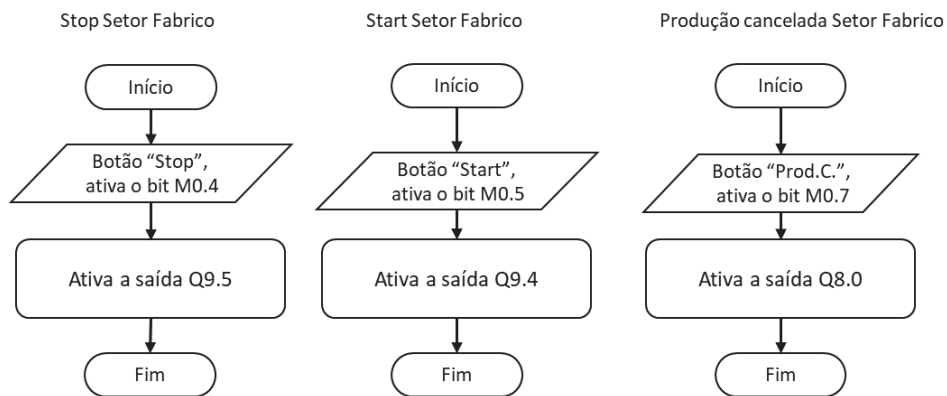 Stop Setor Fabrico
Início
Botão “Stop”,
ativa o bit M0.4
Ativa a saída Q9.5
Fim
Start Setor Fabrico
Início
Botão “Start”,
ativa o bit M0.5
Ativa a saída Q9.4
Fim
Produção cancelada Setor Fabrico
Início
Botão “Prod.C.”,
ativa o bit M0.7
Ativa a saída Q8.0
Fim